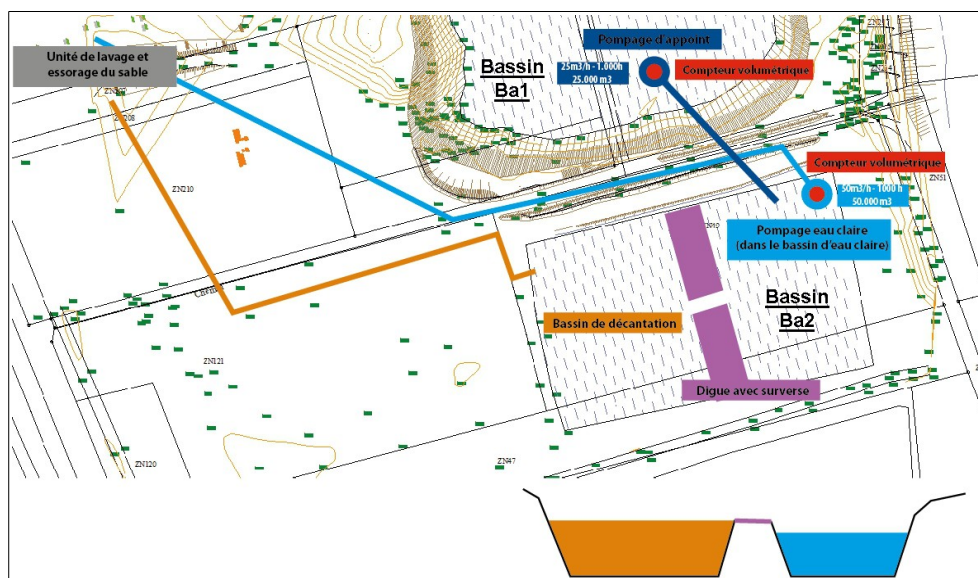 Unité de lavage et
essorage du sable
Pompage d'appoint
Bassin
Ba1
25m3/h - 1.000h
25.000 m3
Compteur volumétrique
Compteur volumétrique
50m3/h - 1000 h
50.000 m3
Pompage eau claire
(dans le bassin d'eau claire)
ZN208
ZN210
ZN51
Bassin
Ba2
Bassin de décantation
Digue avec surverse
ZN121
ZN120
ZN47